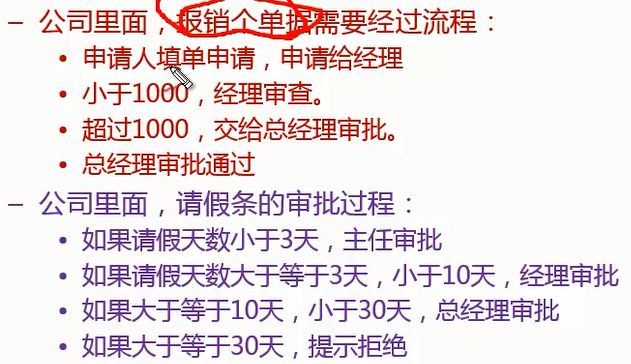 – 公司里面，报销个单据需要经过流程：
• 申请人填单申请，申请给经理
• 小于1000，经理审查。
• 超过1000，交给总经理审批。
• 总经理审批通过
– 公司里面，请假条的审批过程：
• 如果请假天数小于3天，主任审批
• 如果请假天数大于等于3天，小于10天，经理审批
• 如果大于等于10天，小于30天，总经理审批
• 如果大于等于30天，提示拒绝